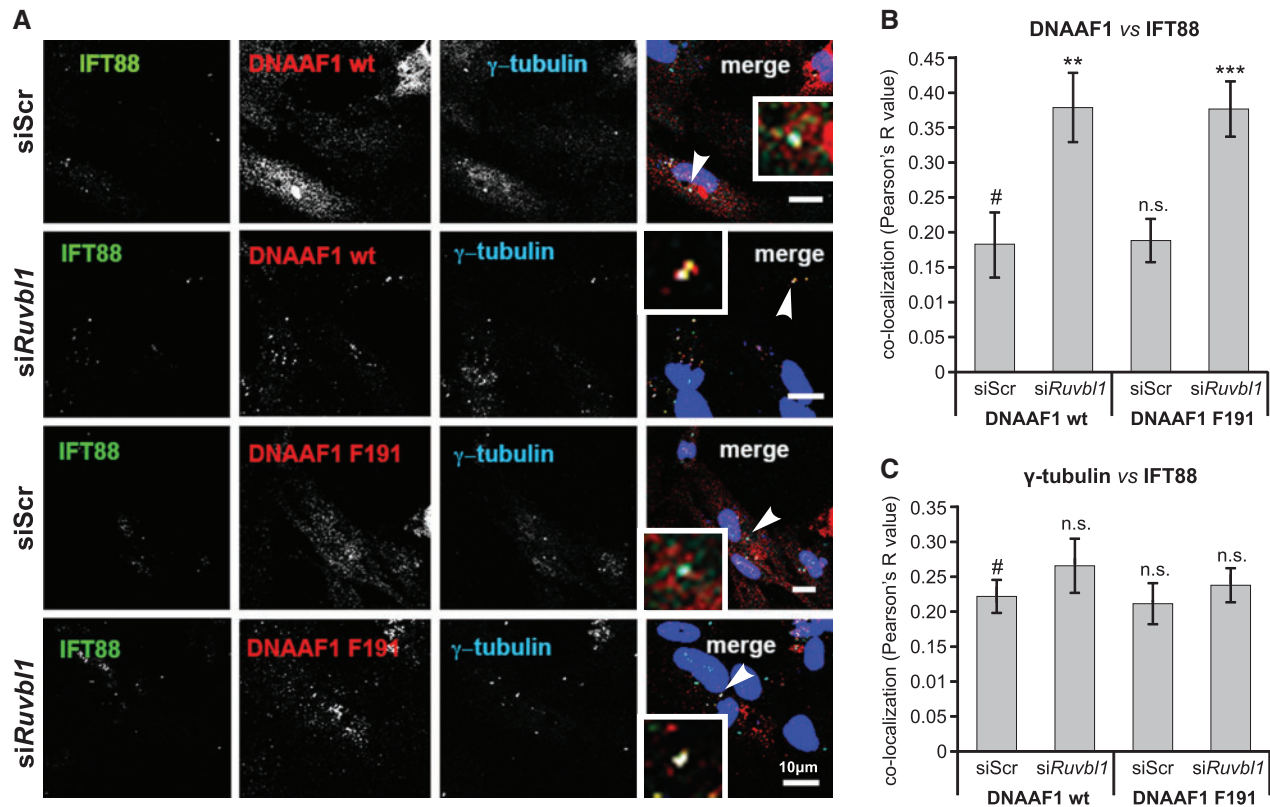 A
siScr
IFT88
DNAAF1 wt
γ–tubulin
merge
siRuvbl1
IFT88
DNAAF1 wt
γ–tubulin
merge
siScr
IFT88
DNAAF1 F191
γ–tubulin
merge
siRuvbl1
IFT88
DNAAF1 F191
γ–tubulin
merge
10μm
B
DNAAF1 vs IFT88
co-localization (Pearson's R value)
0.45
0.40
0.35
0.30
0.25
0.20
0.15
0.01
0.05
0
#
**
n.s.
***
siScr
siRuvbl1
siScr
siRuvbl1
DNAAF1 wt
DNAAF1 F191
C
γ-tubulin vs IFT88
co-localization (Pearson's R value)
0.35
0.30
0.25
0.20
0.15
0.01
0.05
0
#
n.s.
n.s.
n.s.
siScr
siRuvbl1
siScr
siRuvbl1
DNAAF1 wt
DNAAF1 F191